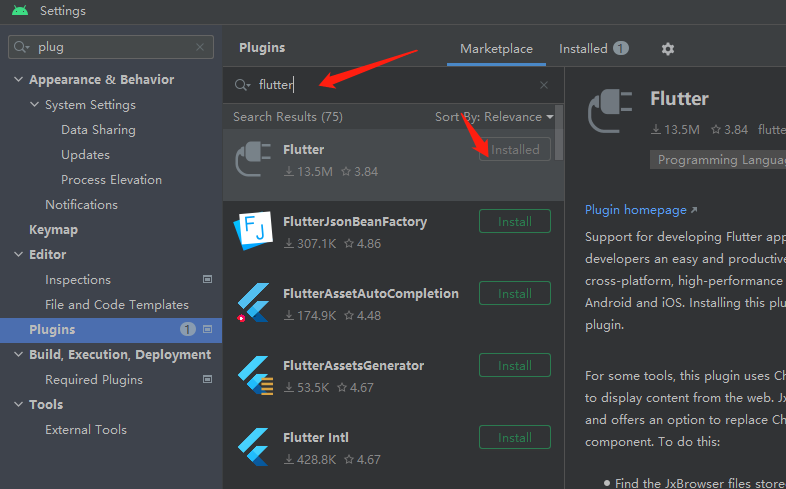 Settings
plug
Appearance & Behavior
System Settings
Data Sharing
Updates
Process Elevation
Notifications
Keymap
Editor
Inspections
File and Code Templates
Plugins 1
Build, Execution, Deployment
Required Plugins
Tools
External Tools
Plugins Marketplace Installed 1
flutter
Search Results (75) Sort By: Relevance
Flutter Installed
13.5M 3.84
FlutterJsonBeanFactory Install
307.1K 4.86
FlutterAssetAutoCompletion Install
174.9K 4.48
FlutterAssetsGenerator Install
53.5K 4.67
Flutter Intl Install
428.8K 4.67
F J
Flutter
13.5M 3.84 flutte
Programming Langua
Plugin homepage
Support for developing Flutter app
developers an easy and productive
cross-platform, high-performance
Android and iOS. Installing this plu
plugin.
For some tools, this plugin uses Ch
to display content from the web. Jx
and offers an option to replace Ch
component. To do this:
• Find the JxBrowser files store